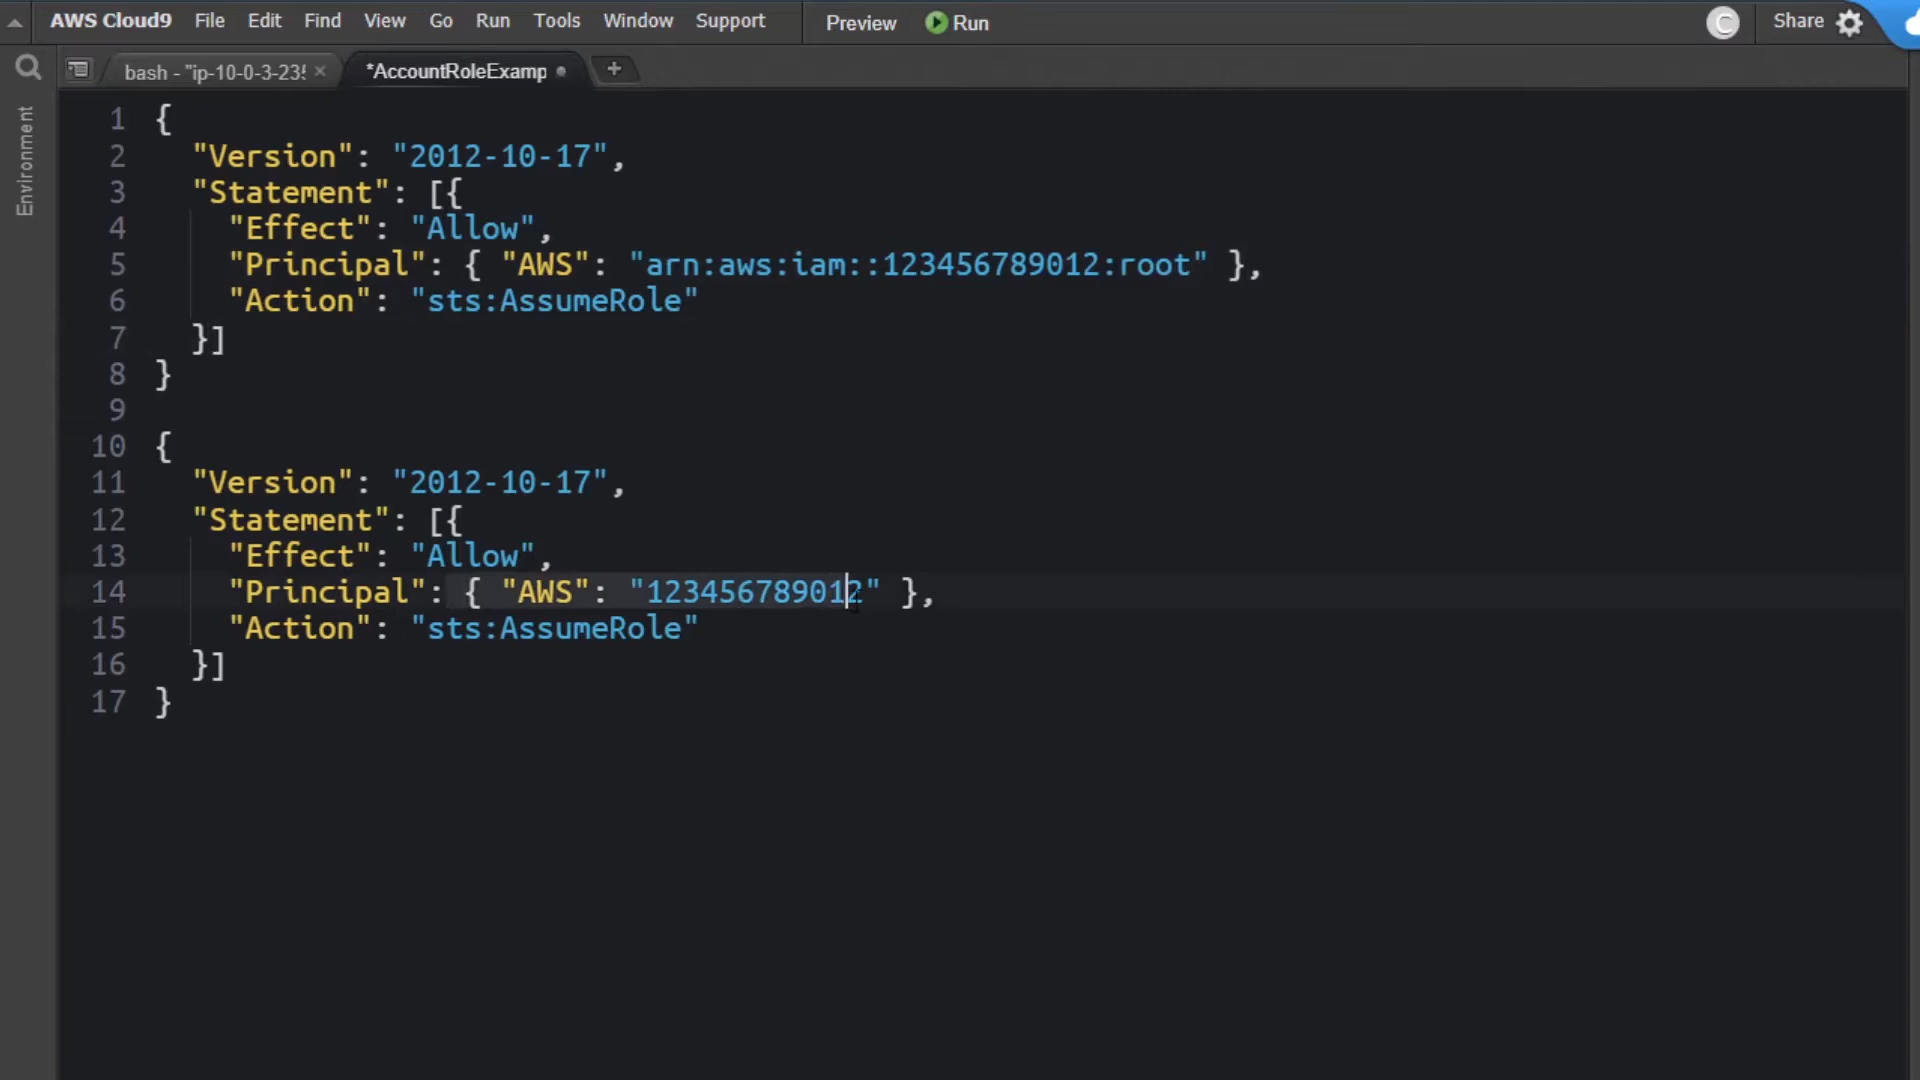 AWS Cloud9 File Edit Find View Go Run Tools Window Support Preview Run C Share
bash - "ip-10-0-3-235 × *AccountRoleExamp
Environment
1 {
2 "Version": "2012-10-17",
3 "Statement": [{
4 "Effect": "Allow",
5 "Principal": { "AWS": "arn:aws:iam::123456789012:root" },
6 "Action": "sts:AssumeRole"
7 }]
8 }
9
10 {
11 "Version": "2012-10-17",
12 "Statement": [{
13 "Effect": "Allow",
14 "Principal": { "AWS": "123456789012" },
15 "Action": "sts:AssumeRole"
16 }]
17 }